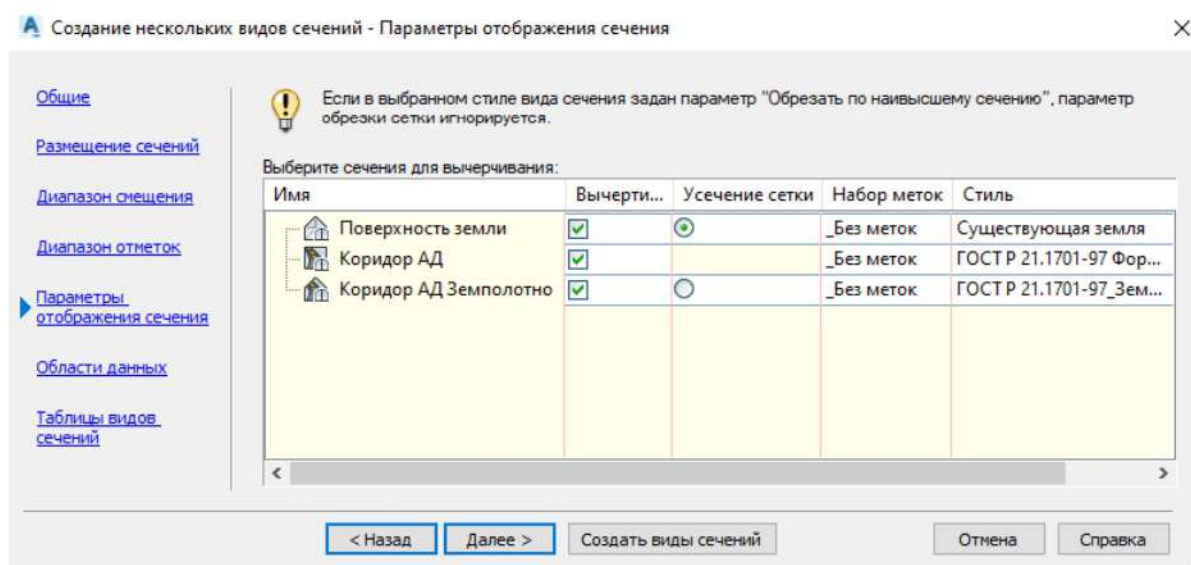 Создание нескольких видов сечений - Параметры отображения сечения
Общие
Размещение сечений
Диапазон смещения
Диапазон отметок
Параметры
отображения сечения
Области данных
Таблицы видов
сечений
Если в выбранном стиле вида сечения задан параметр "Обрезать по наивысшему сечению", параметр
обрезки сетки игнорируется.
Выберите сечения для вычерчивания:
Имя Вычерти... Усечение сетки Набор меток Стиль
Поверхность земли _Без меток Существующая земля
Коридор АД _Без меток ГОСТ Р 21.1701-97 Фор...
Коридор АД Земполотно _Без меток ГОСТ Р 21.1701-97_Зем...
< Назад Далее > Создать виды сечений Отмена Справка